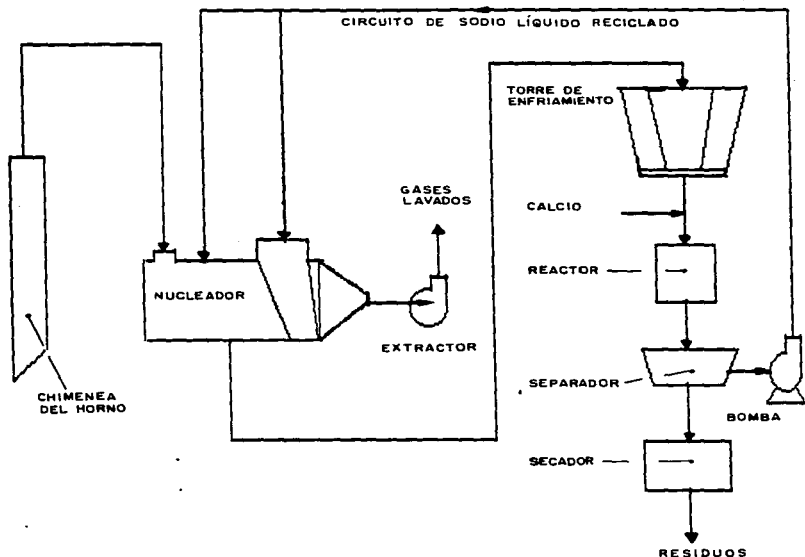 CIRCUITO DE SODIO LÍQUIDO RECICLADO
TORRE DE
ENFRIAMIENTO
GASES
LAVADOS
CALCIO
REACTOR
NUCLEADOR
EXTRACTOR
SEPARADOR
CHIMENEA
DEL HORNO
BOMBA
SECADOR
RESIDUOS